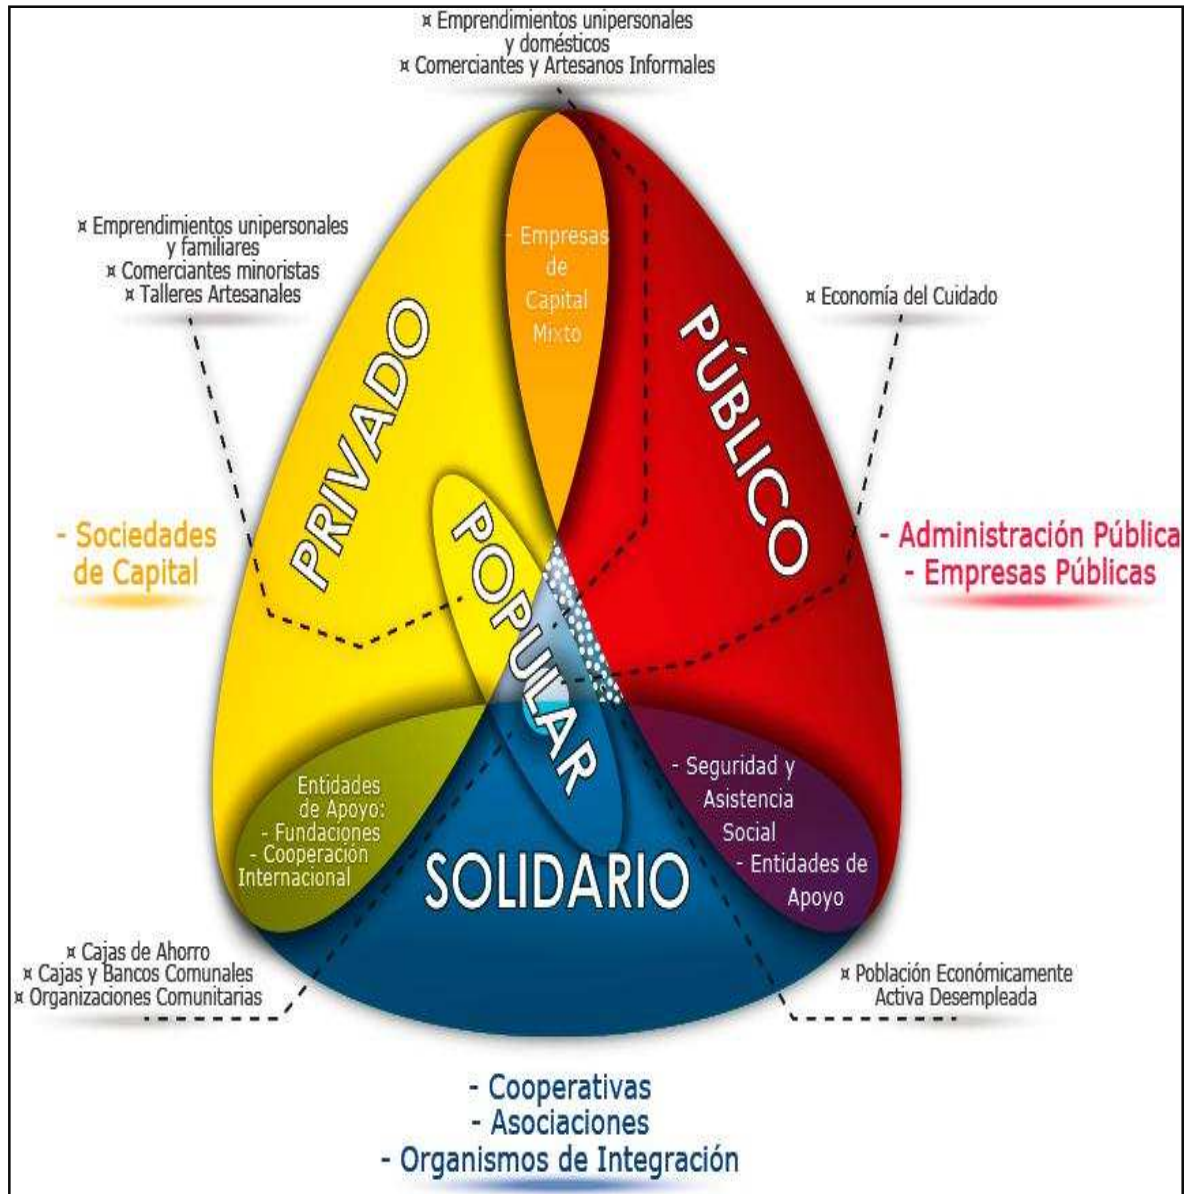 ¤ Emprendimientos unipersonales
y domésticos
¤ Comerciantes y Artesanos Informales
¤ Emprendimientos unipersonales
y familiares
¤ Comerciantes minoristas
¤ Talleres Artesanales
- Empresas
de
Capital
Mixto
¤ Economía del Cuidado
PRIVADO
PÚBLICO
- Sociedades
de Capital
POPULAR
- Administración Pública
- Empresas Públicas
Entidades
de Apoyo:
- Fundaciones
- Cooperación
Internacional
- Seguridad y
Asistencia
Social
- Entidades de
Apoyo
SOLIDARIO
¤ Cajas de Ahorro
¤ Cajas y Bancos Comunales
¤ Organizaciones Comunitarias
¤ Población Económicamente
Activa Desempleada
- Cooperativas
- Asociaciones
- Organismos de Integración